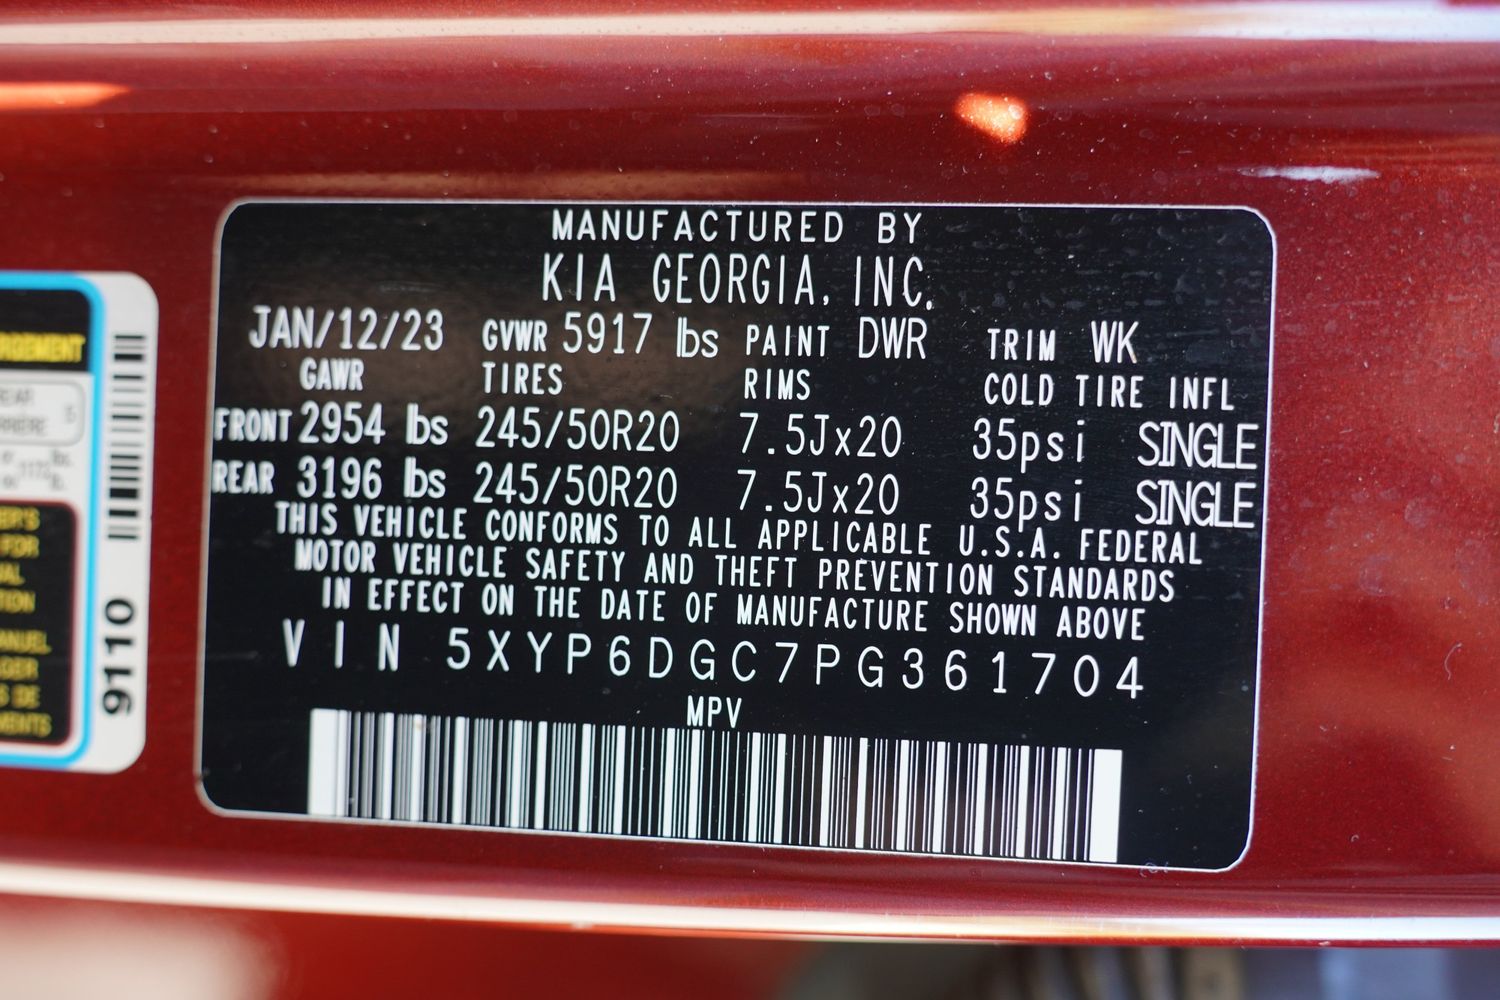 MANUFACTURED BY
KIA GEORGIA, INC.
JAN/12/23 GVWR 5917 lbs PAINT DWR TRIM WK
GAWR TIRES RIMS COLD TIRE INFL
FRONT 2954 lbs 245/50R20 7.5Jx20 35psi SINGLE
REAR 3196 lbs 245/50R20 7.5Jx20 35psi SINGLE
THIS VEHICLE CONFORMS TO ALL APPLICABLE U.S.A. FEDERAL
MOTOR VEHICLE SAFETY AND THEFT PREVENTION STANDARDS
IN EFFECT ON THE DATE OF MANUFACTURE SHOWN ABOVE
VIN 5XYP6DGC7PG361704
MPV
9110